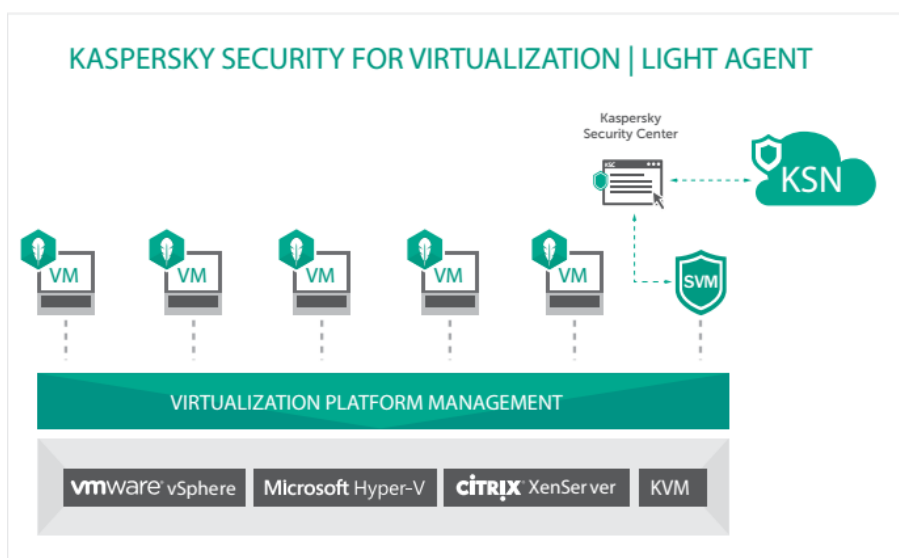 KASPERSKY SECURITY FOR VIRTUALIZATION | LIGHT AGENT
Kaspersky
Security Center
KSC
KSN
VM
VM
VM
VM
VM
SVM
VIRTUALIZATION PLATFORM MANAGEMENT
vmware vSphere
Microsoft Hyper-V
CITRIX XenServer
KVM